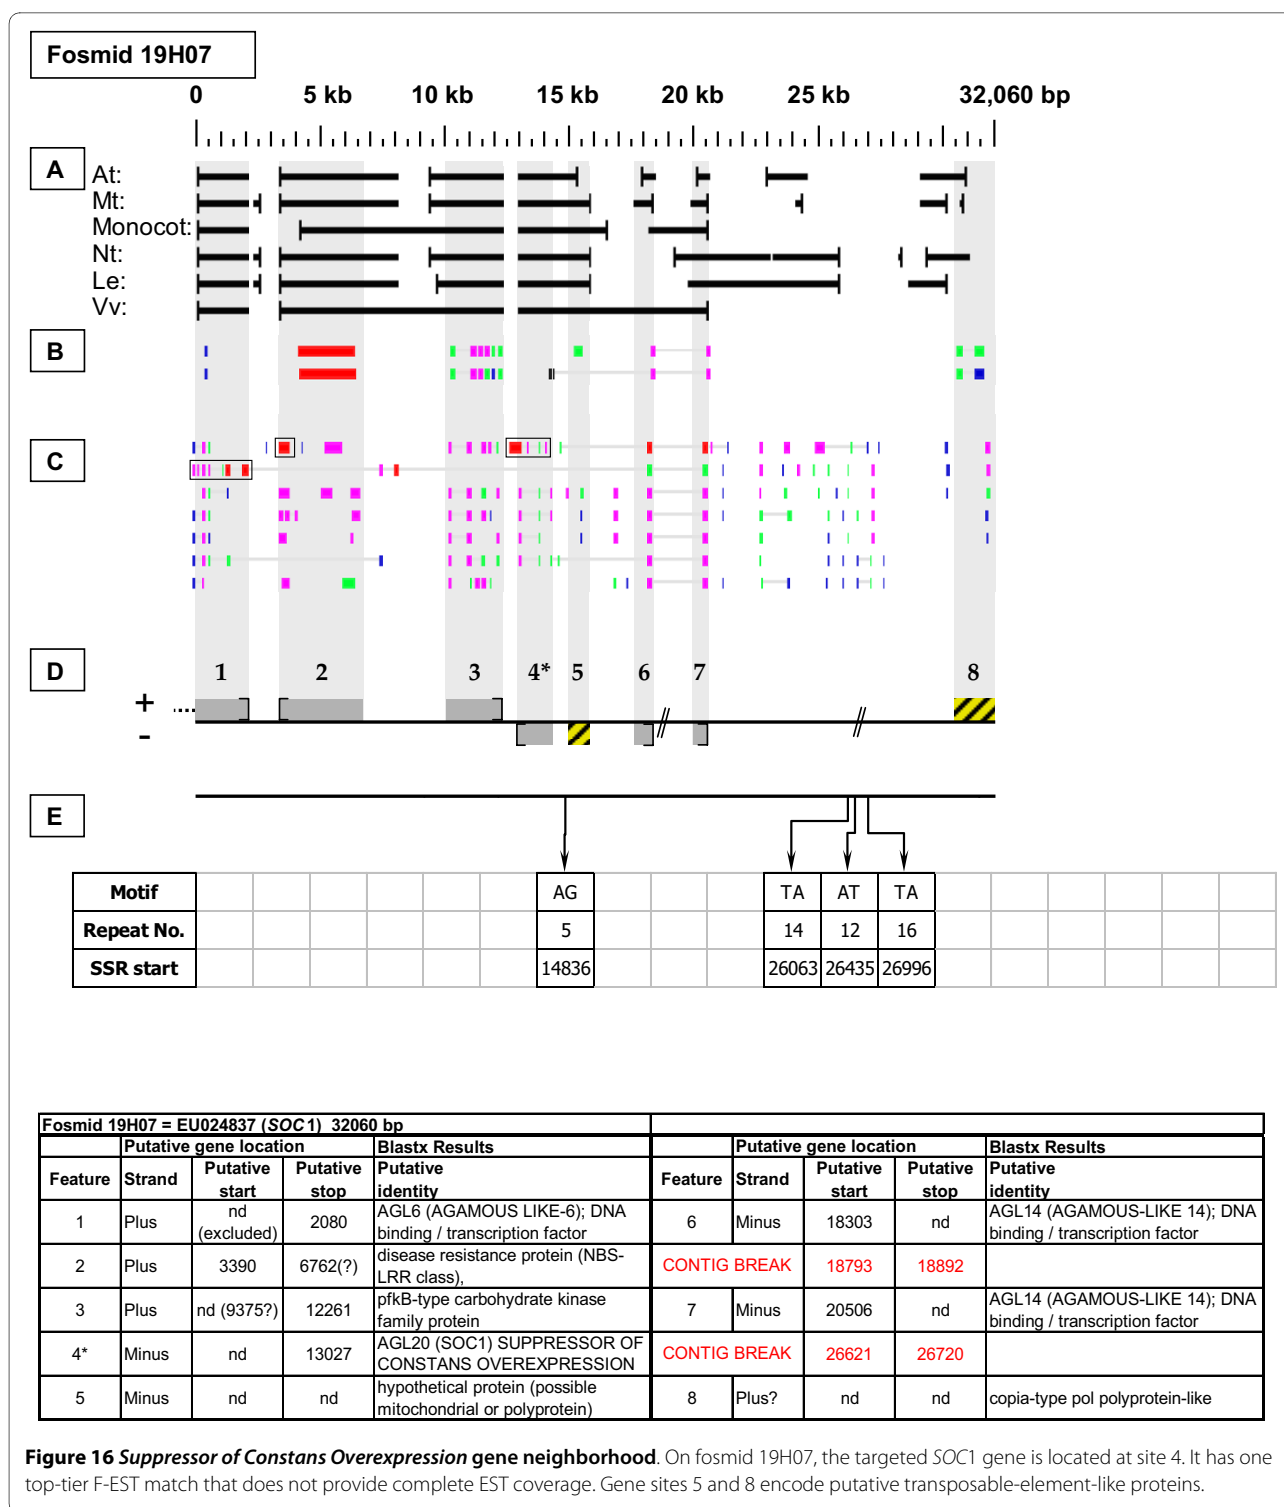 Fosmid 19H07
0 5 kb 10 kb 15 kb 20 kb 25 kb 32,060 bp
A
At:
Mt:
Monocot:
Nt:
Le:
Vv:
B
C
D
1 2 3 4* 5 6 7 8
+
-
E
Motif AG TA AT TA
Repeat No. 5 14 12 16
SSR start 14836 26063 26435 26996
Fosmid 19H07 = EU024837 (SOC1) 32060 bp
Putative gene location Blastx Results Putative gene location Blastx Results
Feature Strand Putative start Putative stop Putative identity Feature Strand Putative start Putative stop Putative identity
1 Plus nd (excluded) 2080 AGL6 (AGAMOUS LIKE-6); DNA binding / transcription factor 6 Minus 18303 nd AGL14 (AGAMOUS-LIKE 14); DNA binding / transcription factor
2 Plus 3390 6762(?) disease resistance protein (NBS-LRR class), CONTIG BREAK 18793 18892
3 Plus nd (9375?) 12261 pfkB-type carbohydrate kinase family protein 7 Minus 20506 nd AGL14 (AGAMOUS-LIKE 14); DNA binding / transcription factor
4* Minus nd 13027 AGL20 (SOC1) SUPPRESSOR OF CONSTANS OVEREXPRESSION CONTIG BREAK 26621 26720
5 Minus nd nd hypothetical protein (possible mitochondrial or polyprotein) 8 Plus? nd nd copia-type pol polyprotein-like
Figure 16 Suppressor of Constans Overexpression gene neighborhood. On fosmid 19H07, the targeted SOC1 gene is located at site 4. It has one
top-tier F-EST match that does not provide complete EST coverage. Gene sites 5 and 8 encode putative transposable-element-like proteins.